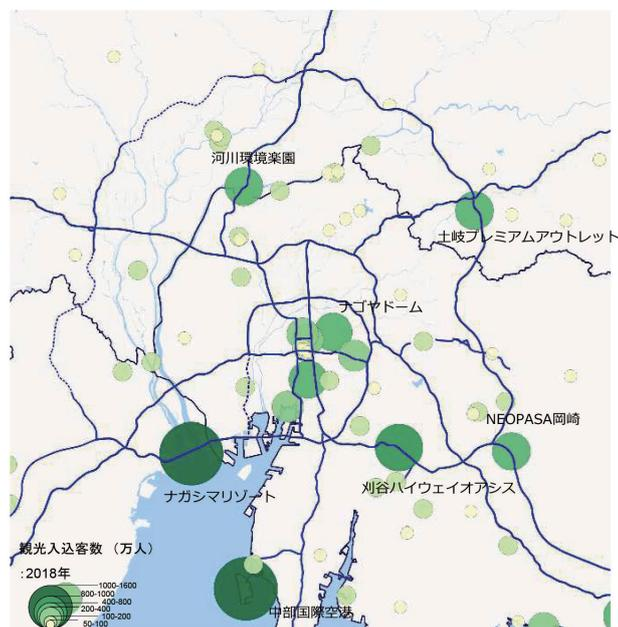 河川環境楽園
土岐プレミアムアウトレット
ナゴヤドーム
NEOPASA岡崎
ナガシマリゾート
刈谷ハイウェイオアシス
中部国際空港
観光入込客数（万人）
：2018年
1000-1600
800-1000
400-800
200-400
100-200
50-100